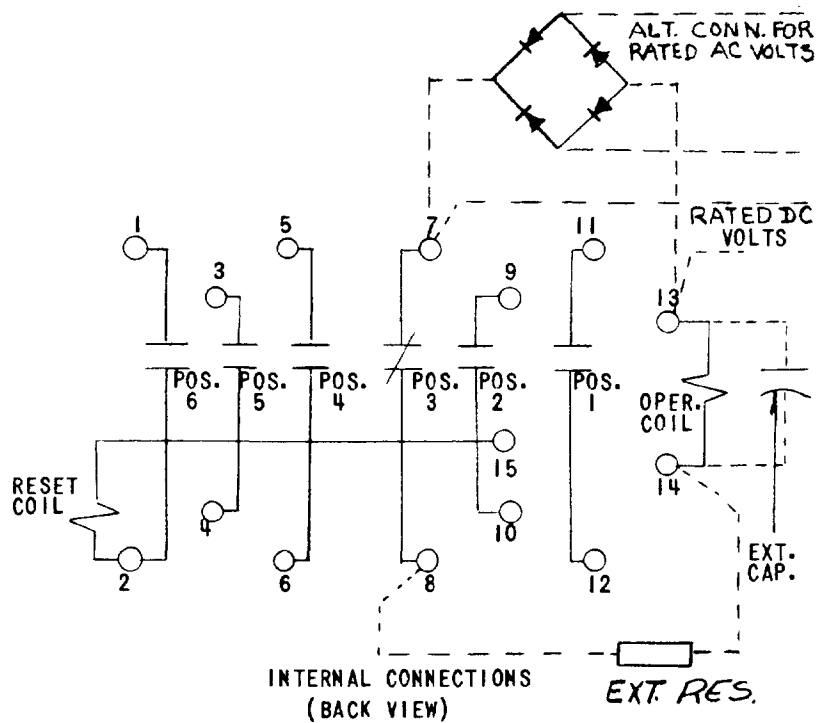 ALT. CONN. FOR
RATED AC VOLTS
RATED DC
VOLTS
1
5
7
11
3
9
13
POS.
6
POS.
5
POS.
4
POS.
3
POS.
2
POS.
1
OPER.
COIL
15
14
RESET
COIL
4
10
2
6
8
12
EXT.
CAP.
INTERNAL CONNECTIONS
(BACK VIEW)
EXT. RES.